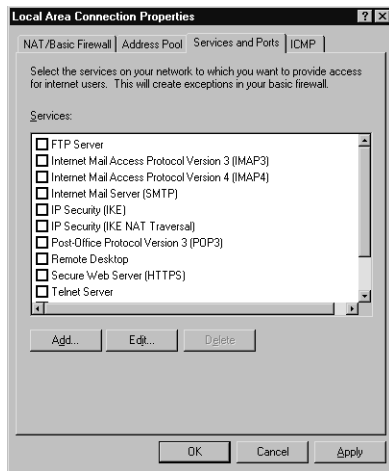 Local Area Connection Properties
NAT/Basic Firewall Address Pool Services and Ports ICMP
Select the services on your network to which you want to provide access
for internet users. This will create exceptions in your basic firewall.
Services:
FTP Server
Internet Mail Access Protocol Version 3 (IMAP3)
Internet Mail Access Protocol Version 4 (IMAP4)
Internet Mail Server (SMTP)
IP Security (IKE)
IP Security (IKE NAT Traversal)
Post-Office Protocol Version 3 (POP3)
Remote Desktop
Secure Web Server (HTTPS)
Telnet Server
Add... Edit... Delete
OK Cancel Apply